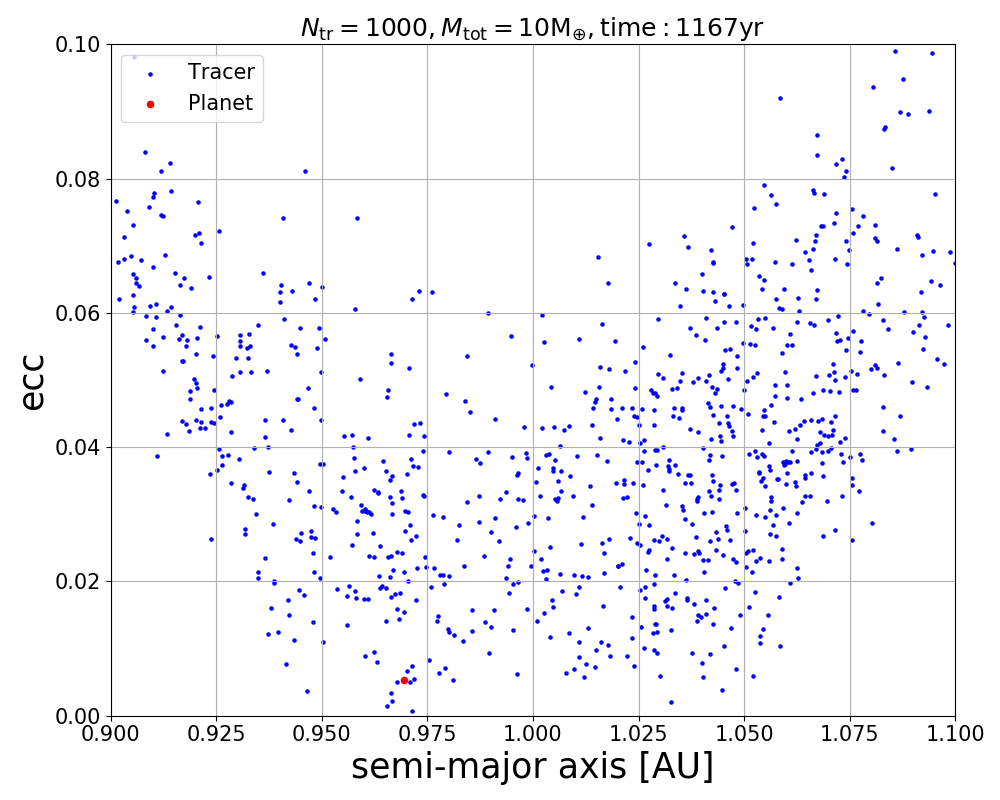 N_tr = 1000, M_tot = 10M_⊕, time : 1167yr
Tracer
Planet
ecc
0.10
0.08
0.06
0.04
0.02
0.00
0.900 0.925 0.950 0.975 1.000 1.025 1.050 1.075 1.100
semi-major axis [AU]